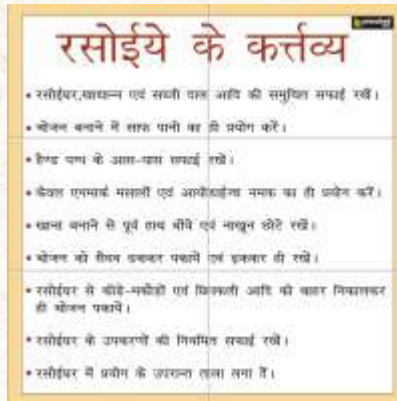 रसोईये के कर्त्तव्य
• रसोईघर,खाद्यान्न एवं सब्जी दाल आदि की समुचित सफाई रखें।
• भोजन बनाने में साफ पानी का ही प्रयोग करें।
• हैण्ड पम्प के आस-पास सफाई रखें।
• केवल एगमार्क मसालों एवं आयोडाईज्ड नमक का ही प्रयोग करें।
• खाना बनाने से पूर्व हाथ धोयें एवं नाखून छोटे रखें।
• भोजन को सदैव ढककर पकायें एवं ढककर ही रखें।
• रसोईघर से कीडे-मकौडों एवं छिपकली आदि को बाहर निकालकर
ही भोजन पकायें।
• रसोईघर के उपकरणों की नियमित सफाई रखें।
• रसोईघर में प्रयोग के उपरान्त ताला लगा दें।